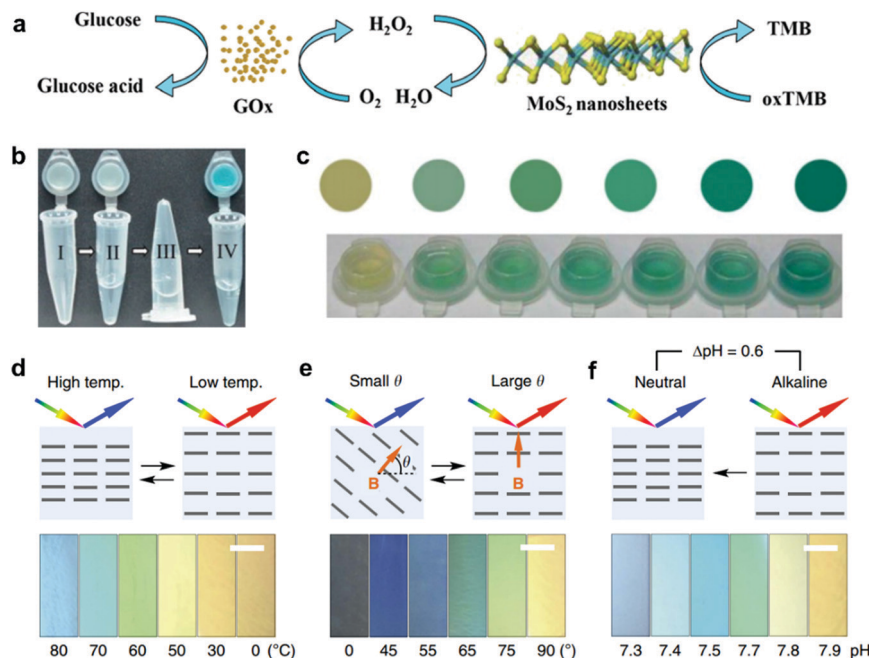 a
Glucose
Glucose acid
GOx
H₂O₂
O₂ H₂O
MoS₂ nanosheets
TMB
oxTMB
b
I
II
III
IV
c
d
High temp.
Low temp.
80 70 60 50 30 0 (°C)
e
Small θ
Large θ
B
θ
B
0 45 55 65 75 90 (°)
f
ΔpH = 0.6
Neutral
Alkaline
7.3 7.4 7.5 7.7 7.8 7.9 pH